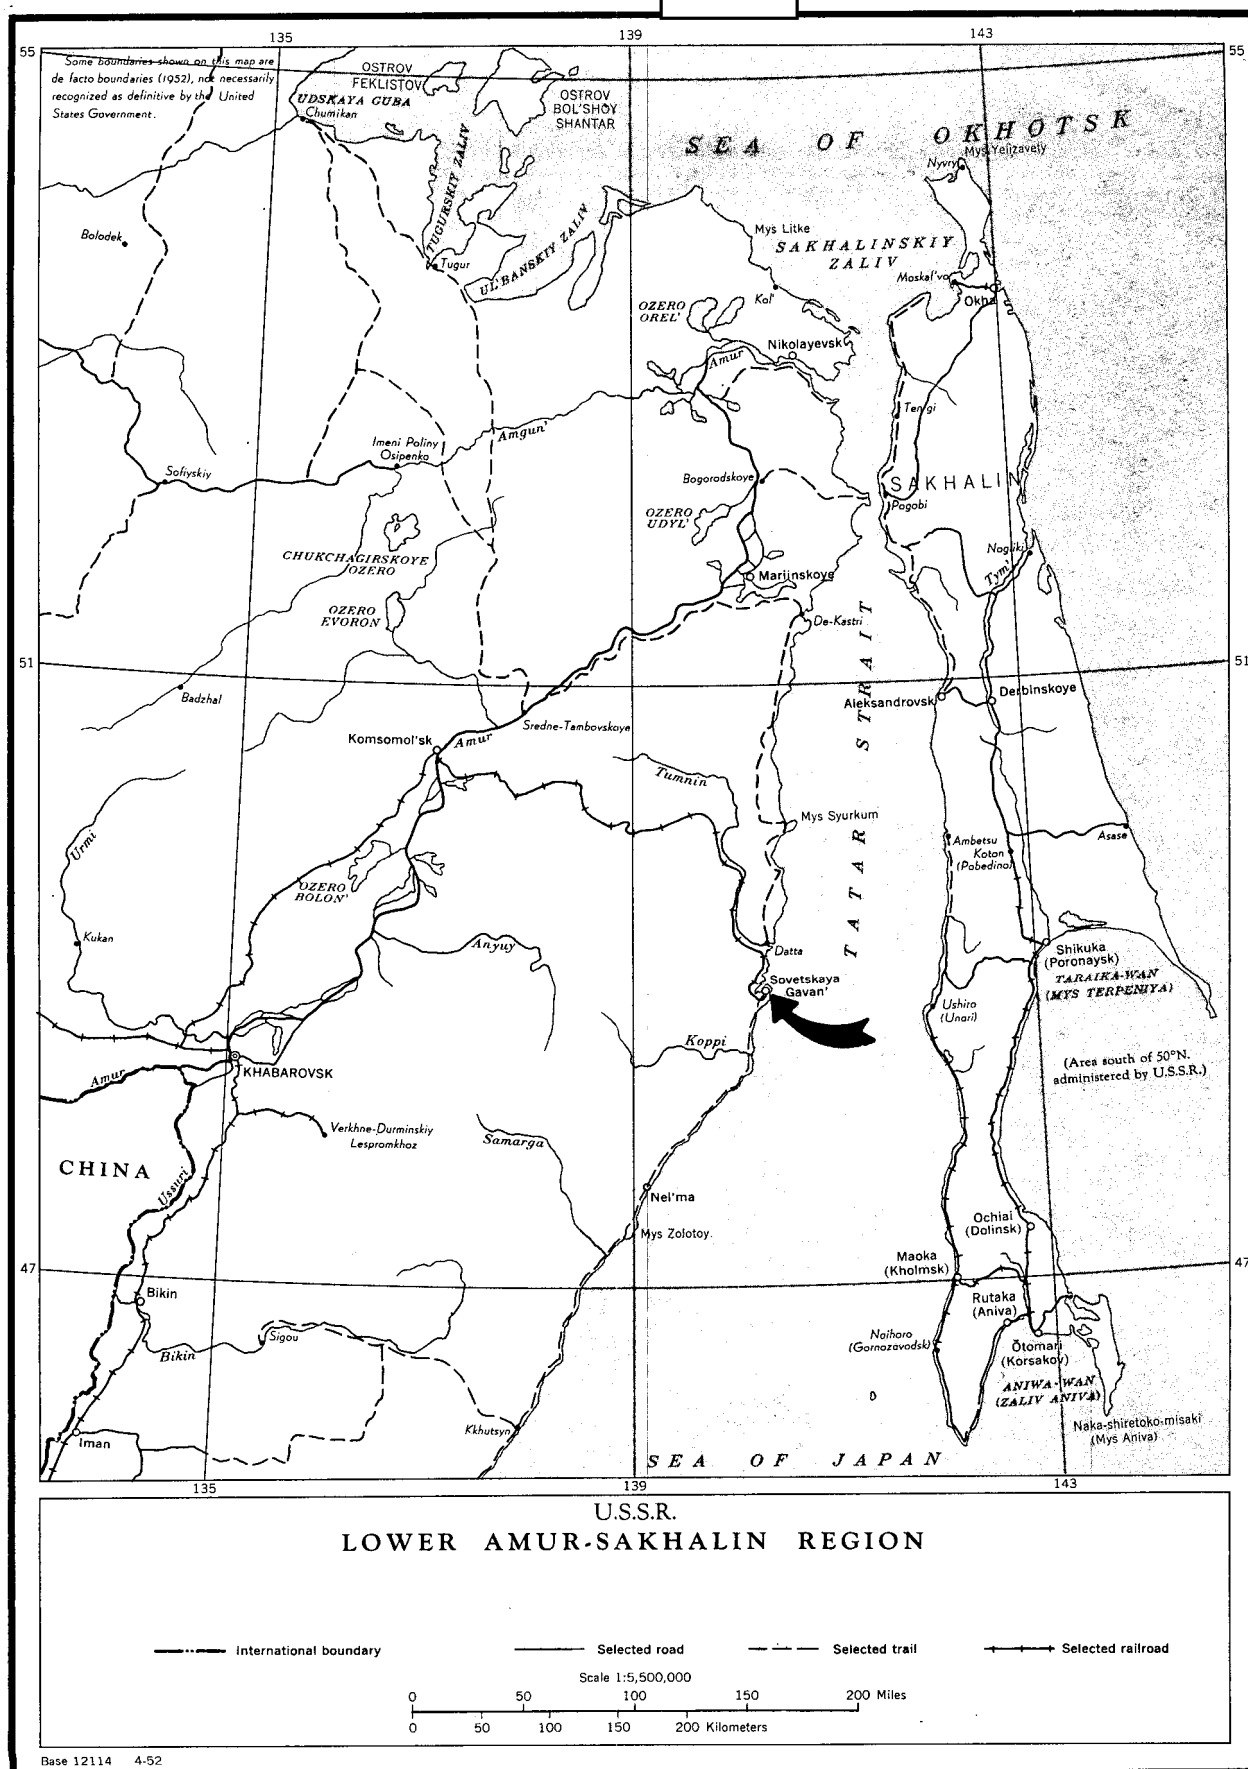 135
139
143
55
55
Some boundaries shown on this map are
de facto boundaries (1952), not necessarily
recognized as definitive by the United
States Government.
OSTROV
FEKLISTOV
UDSKAYA GUBA
Chumikan
OSTROV
BOL'SHOY
SHANTAR
SEA OF OKHOTSK
Mys Yelizavely
Nyvry
TUGURSKIY ZALIV
Bolodek
Tugur
UL'BANSKIY ZALIV
Mys Litke
SAKHALINSKIY
ZALIV
Moskal'vo
Okha
Kol'
OZERO
OREL'
Nikolayevsk
Amur
Tengi
Amgun'
Imeni Poliny
Osipenko
Sofiyskiy
Bogorodskoye
SAKHALIN
Pogobi
OZERO
UDYL'
Nogliki
Tym'
CHUKCHAGIRSKOYE
OZERO
Mariinskoye
OZERO
EVORON
De-Kastri
51
51
Badzhal
Aleksandrovsk
Derbinskoye
Sredne-Tambovskoye
Komsomol'sk
Amur
TATAR STRAIT
Tumnin
Mys Syurkum
Urmi
Ambetsu
Koton
(Pobedino)
Asase
OZERO
BOLON'
Kukan
Anyuy
Datta
Shikuka
(Poronaysk)
TARAIKA-WAN
(MYS TERPENIYA)
Sovetskaya
Gavan'
Ushiro
(Unari)
Koppi
(Area south of 50°N.
administered by U.S.S.R.)
Amur
KHABAROVSK
Verkhne-Durminskiy
Lespromkhoz
Samarga
CHINA
Ussuri
Nel'ma
Mys Zolotoy
Ochiai
(Dolinsk)
Maoka
(Kholmsk)
47
47
Bikin
Rutaka
(Aniva)
Sigou
Bikin
Naihoro
(Gornozavodsk)
Ōtomari
(Korsakov)
ANIWA-WAN
(ZALIV ANIVA)
Kkhutsyn
Naka-shiretoko-misaki
(Mys Aniva)
Iman
SEA OF JAPAN
135
139
143
U.S.S.R.
LOWER AMUR-SAKHALIN REGION
International boundary
Selected road
Selected trail
Selected railroad
Scale 1:5,500,000
0 50 100 150 200 Miles
0 50 100 150 200 Kilometers
Base 12114 4-52